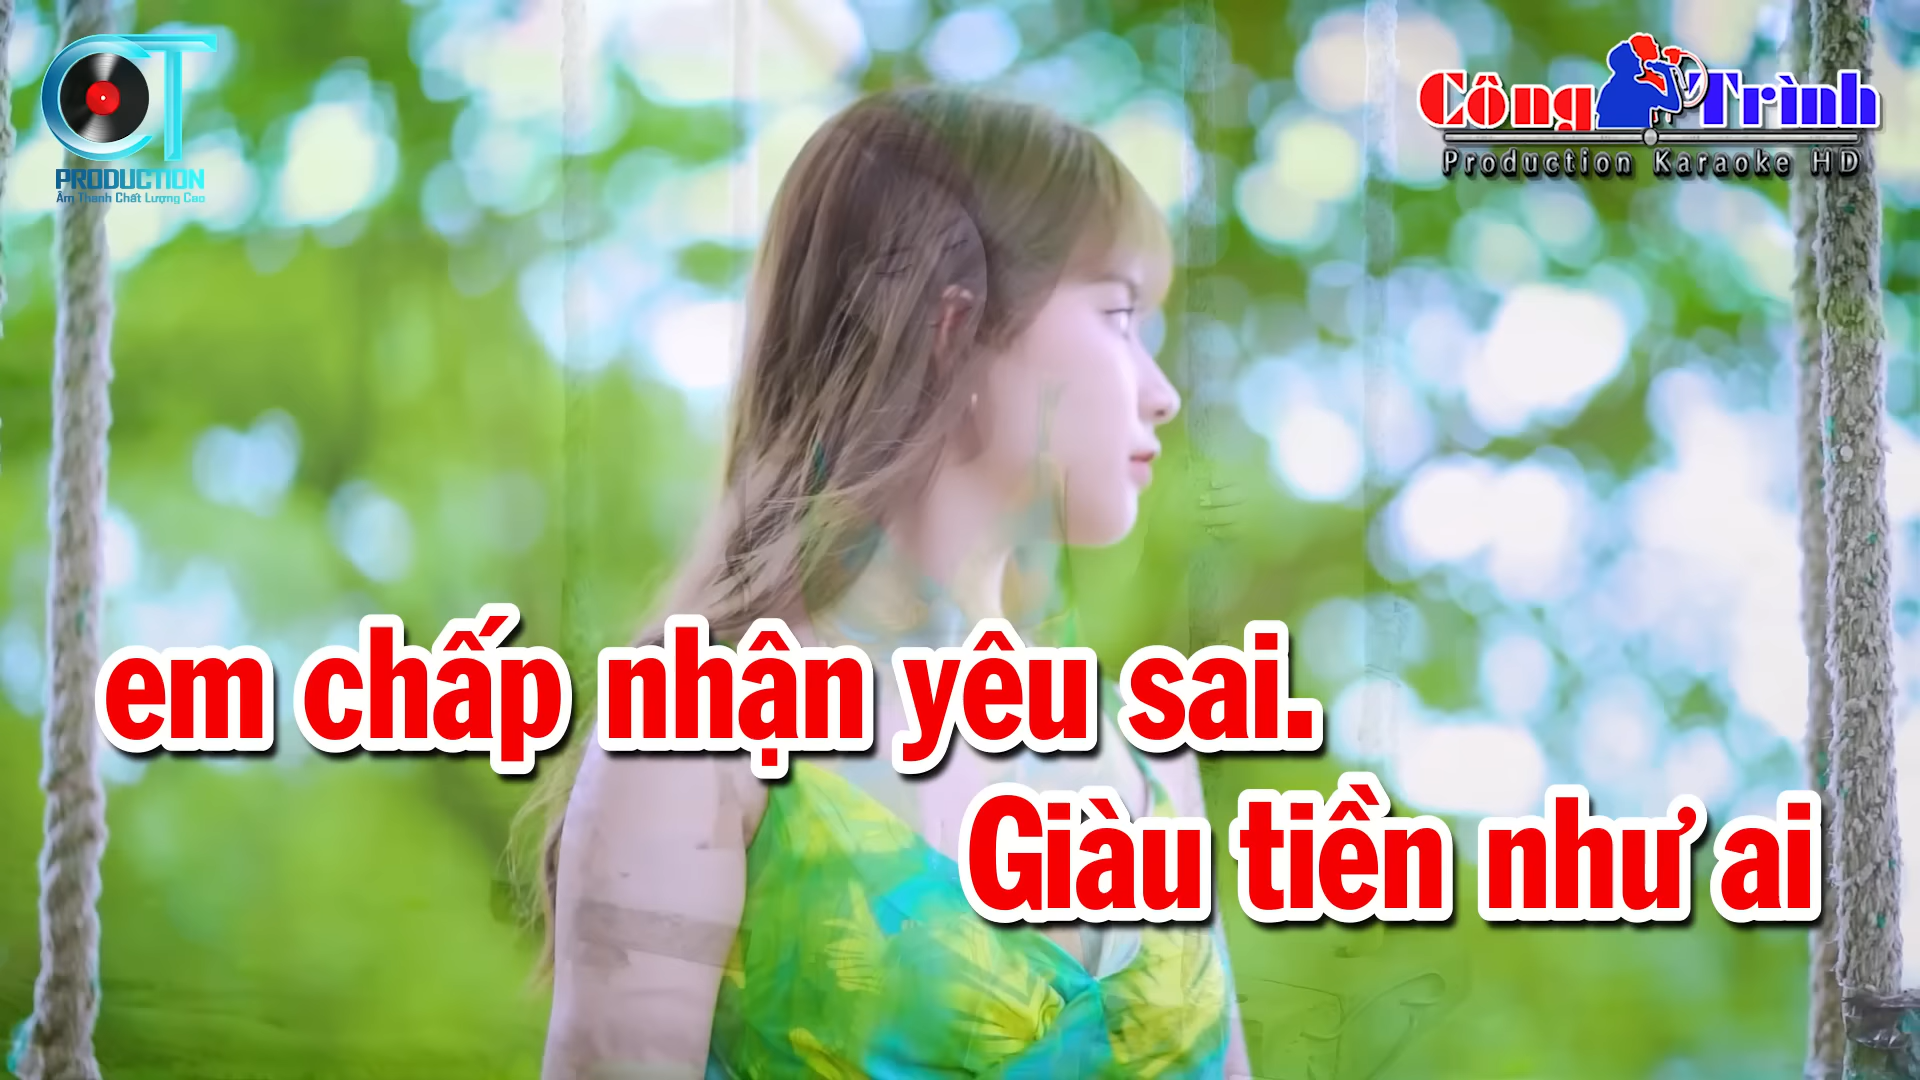 CT
PRODUCTION
Âm Thanh Chất Lượng Cao
Công Trình
Production Karaoke HD
em chấp nhận yêu sai.
Giàu tiền như ai